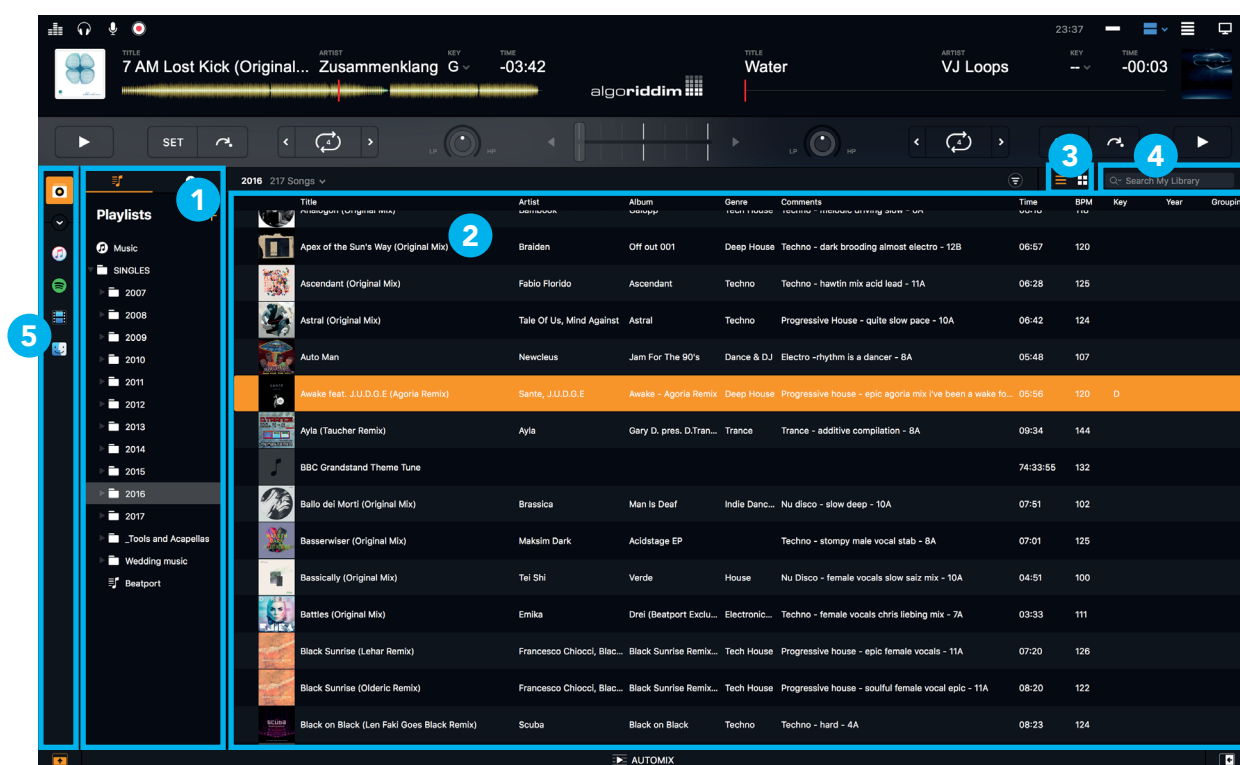 23:37
TITLE ARTIST KEY TIME TITLE ARTIST KEY TIME
7 AM Lost Kick (Original... Zusammenklang G -03:42 Water VJ Loops -- -00:03
algoriddim
SET 4 LP HP LP HP 4
1 3 4
2016 217 Songs Search My Library
Playlists
Title Artist Album Genre Comments Time BPM Key Year Groupin
2
Music
SINGLES
2007
2008
2009
2010
2011
2012
2013
2014
2015
2016
2017
_Tools and Acapellas
Wedding music
Beatport
5
Analogon (Original Mix) Bambook Galopp Tech House Techno - melodic driving slow
Apex of the Sun's Way (Original Mix) Braiden Off out 001 Deep House Techno - dark brooding almost electro - 12B 06:57 120
Ascendant (Original Mix) Fabio Florido Ascendant Techno Techno - hawtin mix acid lead - 11A 06:28 125
Astral (Original Mix) Tale Of Us, Mind Against Astral Techno Progressive House - quite slow pace - 10A 06:42 124
Auto Man Newcleus Jam For The 90's Dance & DJ Electro -rhythm is a dancer - 8A 05:48 107
Awake feat. J.U.D.G.E (Agoria Remix) Sante, J.U.D.G.E Awake - Agoria Remix Deep House Progressive house - epic agoria mix I've been a wake fo... 05:56 120 D
Ayla (Taucher Remix) Ayla Gary D. pres. D.Tran... Trance Trance - additive compilation - 8A 09:34 144
BBC Grandstand Theme Tune 74:33:55 132
Ballo dei Morti (Original Mix) Brassica Man Is Deaf Indie Danc... Nu disco - slow deep - 10A 07:51 102
Basserwiser (Original Mix) Maksim Dark Acidstage EP Techno - stompy male vocal stab - 8A 07:01 125
Bassically (Original Mix) Tei Shi Verde House Nu Disco - female vocals slow saiz mix - 10A 04:51 100
Battles (Original Mix) Emika Drei (Beatport Exclu... Electronic... Techno - female vocals chris liebing mix - 7A 03:33 111
Black Sunrise (Lehar Remix) Francesco Chiocci, Blac... Black Sunrise Remix... Tech House Progressive house - epic female vocals - 11A 07:20 126
Black Sunrise (Olderic Remix) Francesco Chiocci, Blac... Black Sunrise Remix... Tech House Progressive house - soulful female vocal epic - 11A 08:20 122
Black on Black (Len Faki Goes Black Remix) Scuba Black on Black Techno Techno - hard - 4A 08:23 124
AUTOMIX